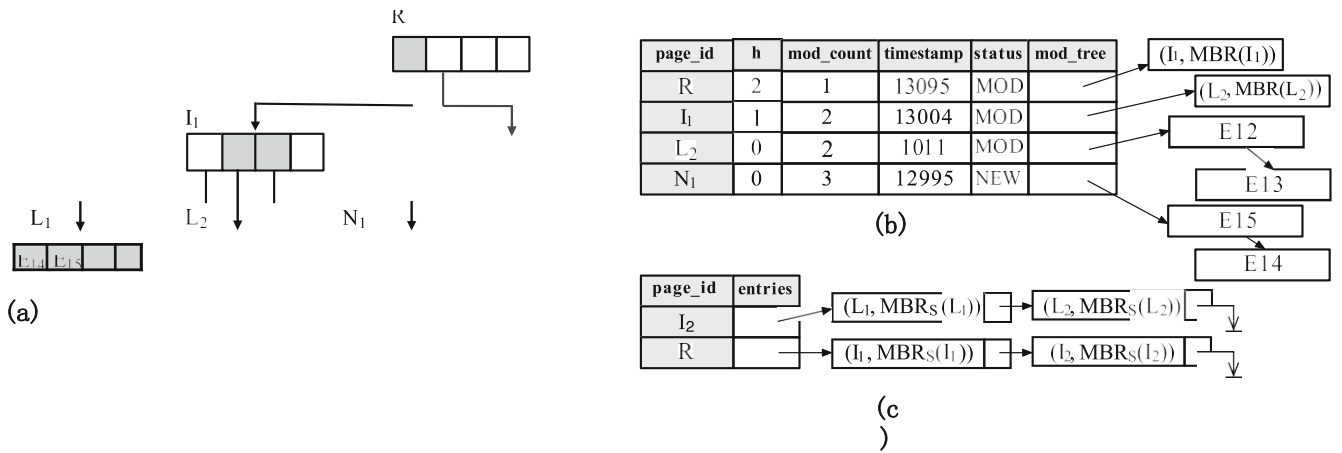 R
I₁
L₁ L₂ N₁
E14 E15
(a)
page_id h mod_count timestamp status mod_tree
R 2 1 13095 MOD
(I₁, MBR(I₁))
I₁ 1 2 13004 MOD
(L₂, MBR(L₂))
L₂ 0 2 1011 MOD
E12
N₁ 0 3 12995 NEW
E13
E15
E14
(b)
page_id entries
I₂ (L₁, MBRS(L₁)) (L₂, MBRS(L₂))
R (I₁, MBRS(I₁)) (I₂, MBRS(I₂))
(c
)